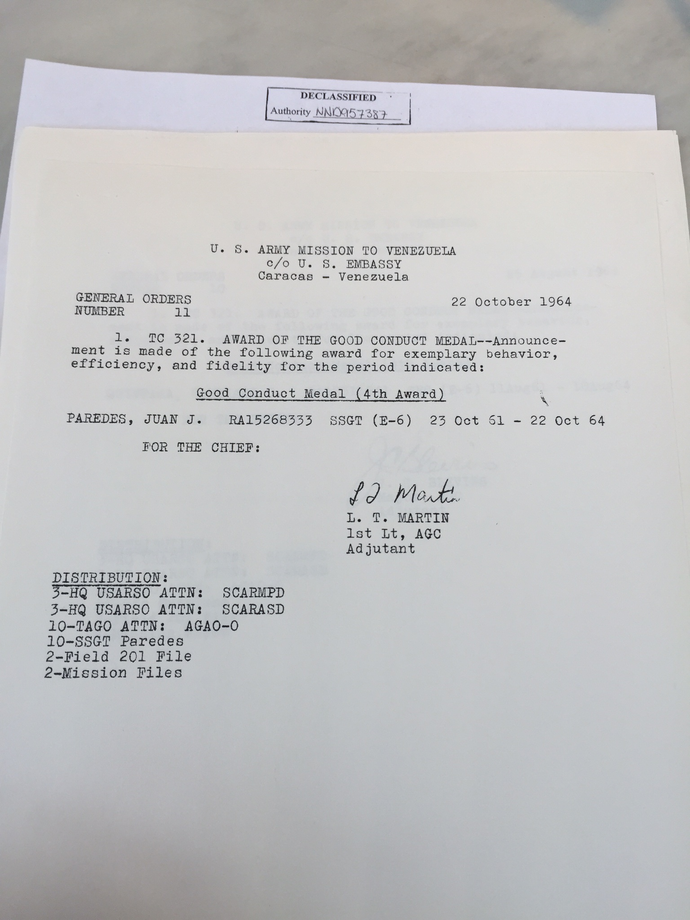 DECLASSIFIED
Authority NND957387
U. S. ARMY MISSION TO VENEZUELA
c/o U. S. EMBASSY
Caracas - Venezuela
GENERAL ORDERS
NUMBER 11
22 October 1964
1. TC 321. AWARD OF THE GOOD CONDUCT MEDAL--Announce-
ment is made of the following award for exemplary behavior,
efficiency, and fidelity for the period indicated:
Good Conduct Medal (4th Award)
PAREDES, JUAN J. RA15268333 SSGT (E-6) 23 Oct 61 - 22 Oct 64
FOR THE CHIEF:
L T Martin
L. T. MARTIN
1st Lt, AGC
Adjutant
DISTRIBUTION:
3-HQ USARSO ATTN: SCARMPD
3-HQ USARSO ATTN: SCARASD
10-TAGO ATTN: AGAO-O
10-SSGT Paredes
2-Field 201 File
2-Mission Files